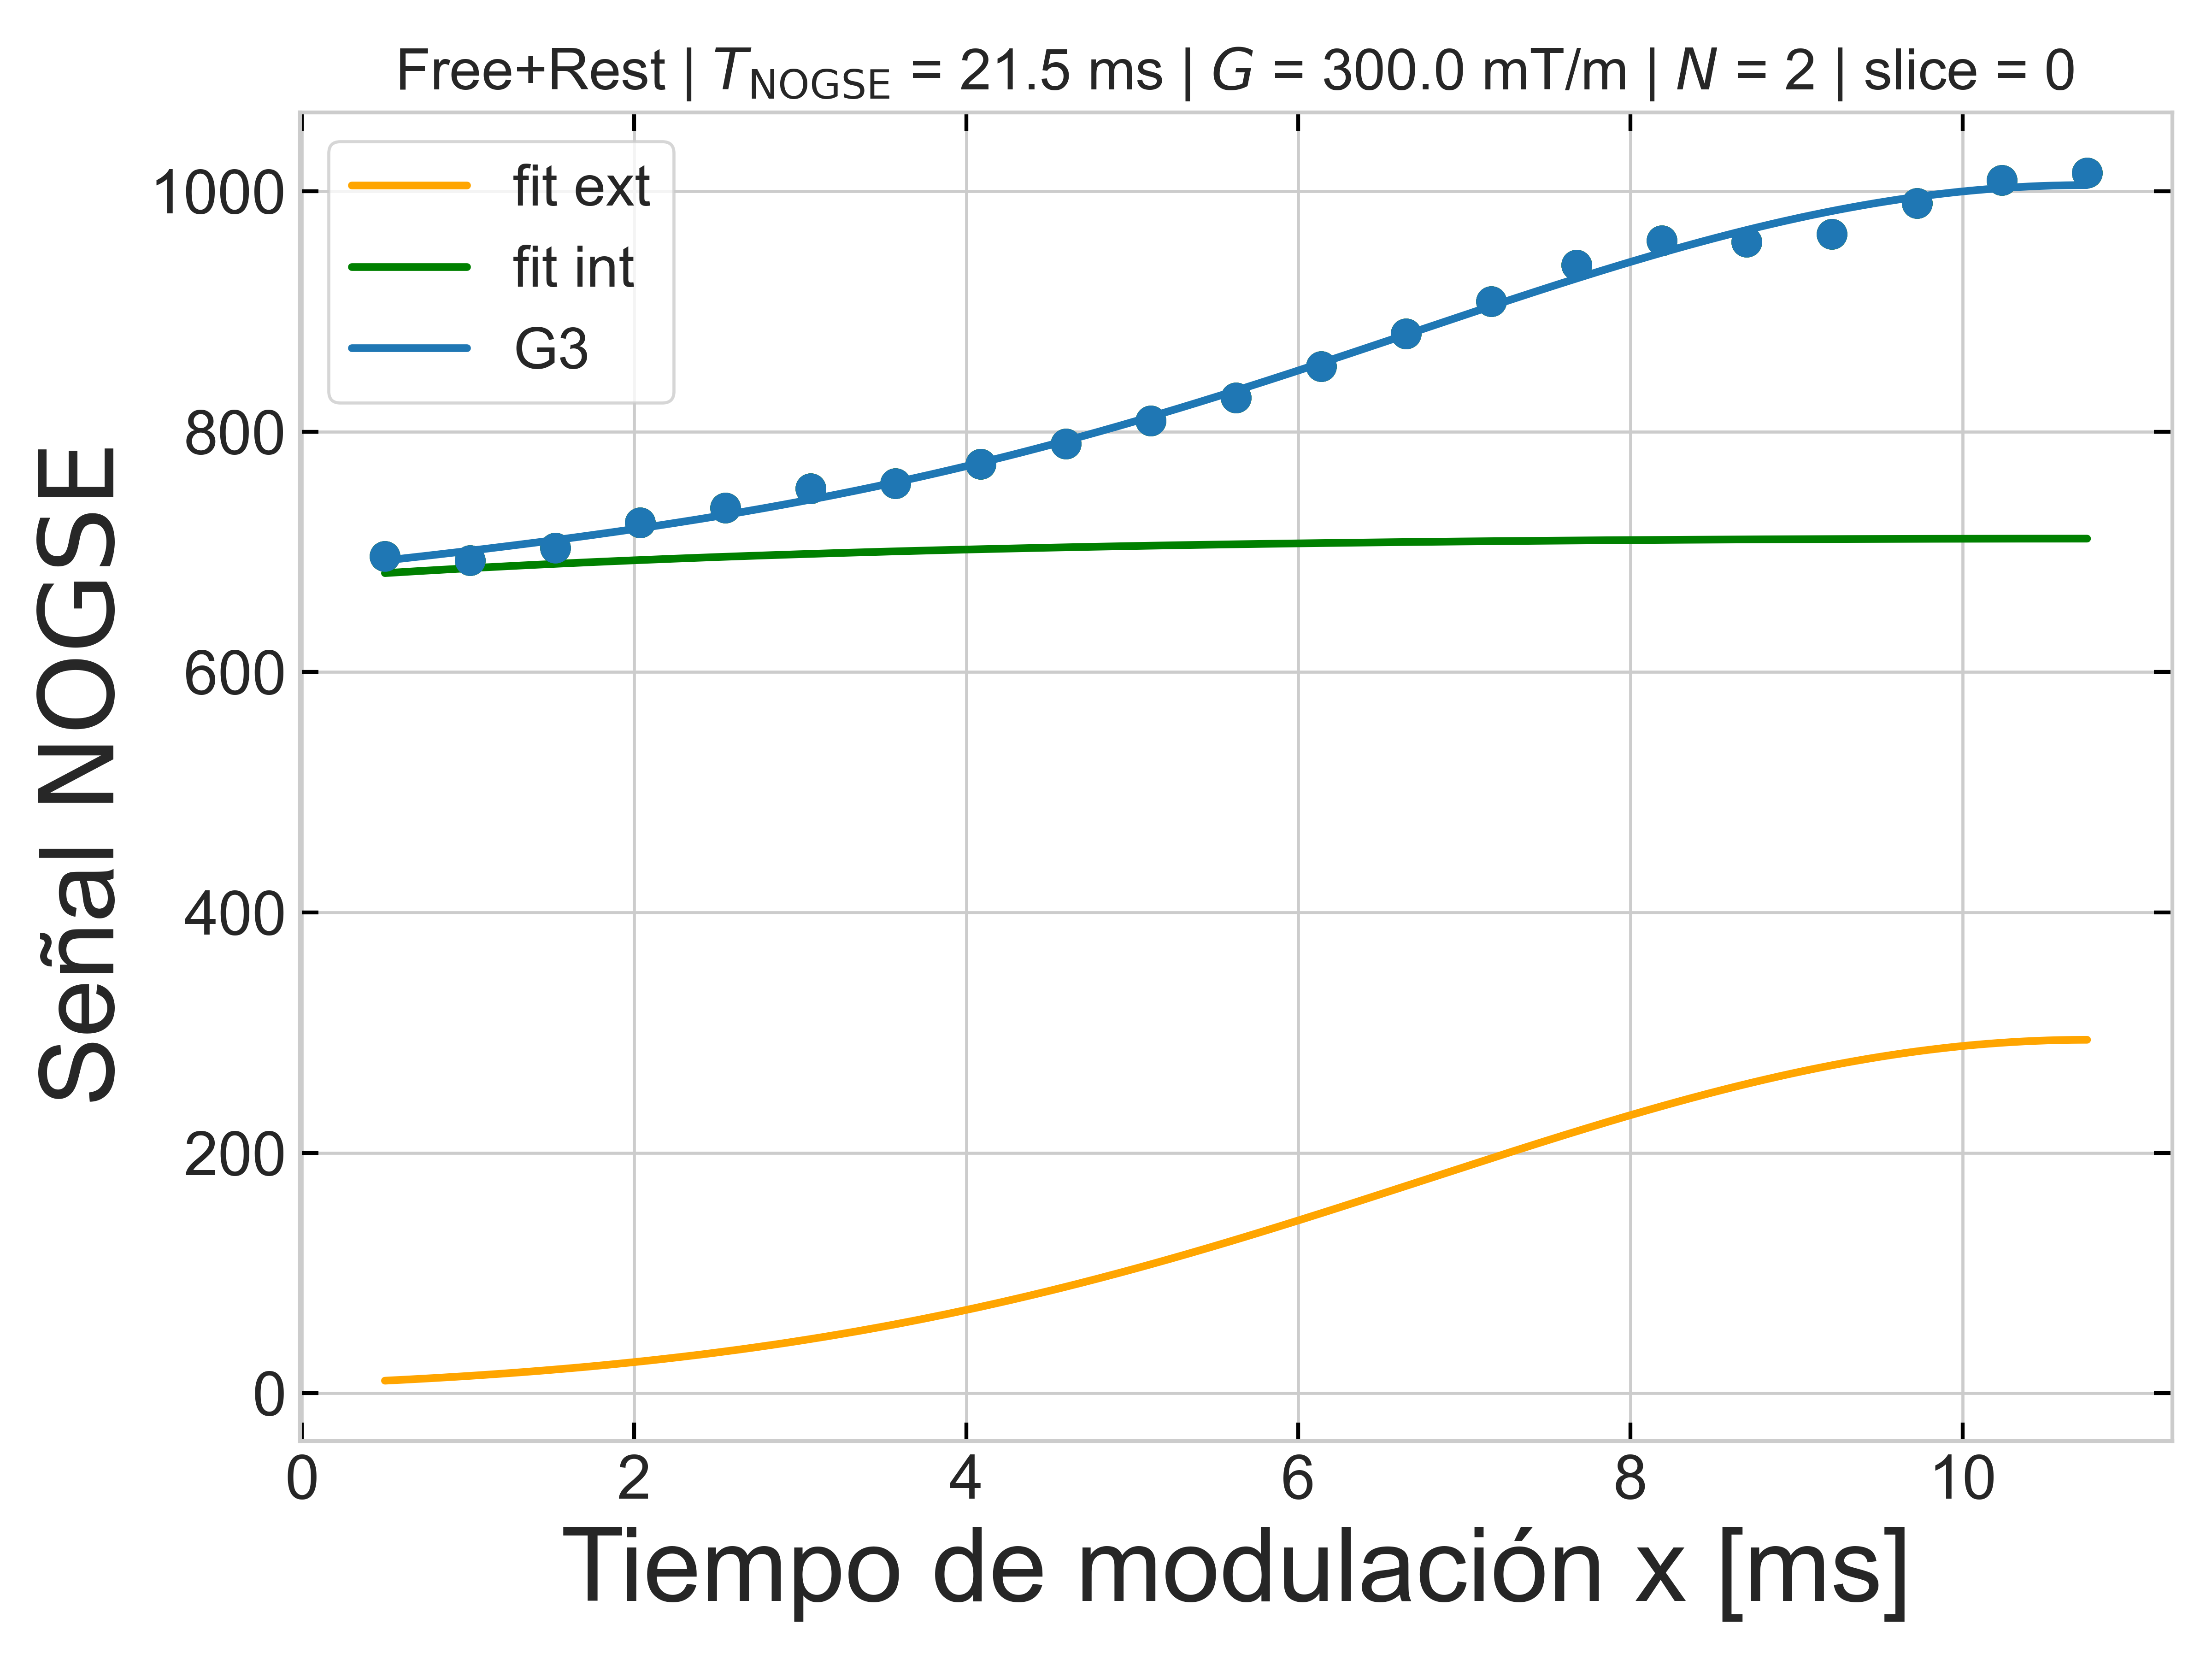 Free+Rest | T_NOGSE = 21.5 ms | G = 300.0 mT/m | N = 2 | slice = 0
fit ext
fit int
G3
1000
800
600
400
200
0
Señal NOGSE
0 2 4 6 8 10
Tiempo de modulación x [ms]